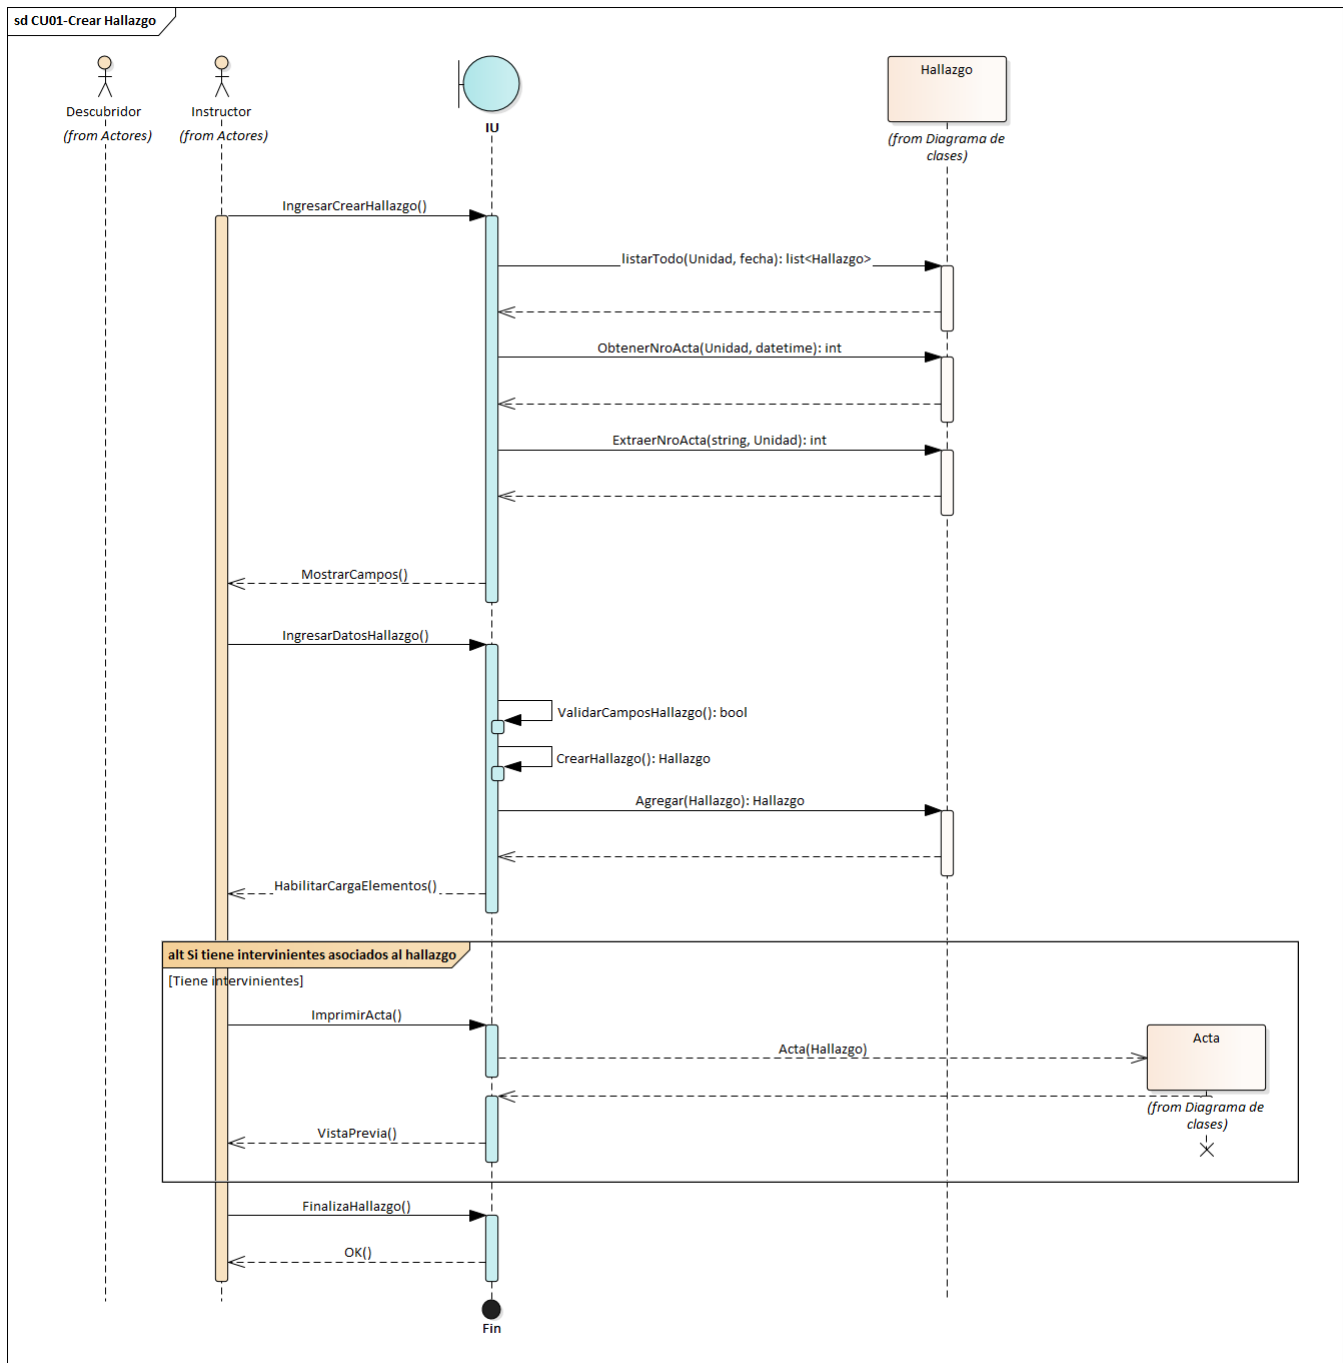 sd CU01-Crear Hallazgo
Descubridor
(from Actores)
Instructor
(from Actores)
IU
Hallazgo
(from Diagrama de
clases)
IngresarCrearHallazgo()
listarTodo(Unidad, fecha): list<Hallazgo>
ObtenerNroActa(Unidad, datetime): int
ExtraerNroActa(string, Unidad): int
MostrarCampos()
IngresarDatosHallazgo()
ValidarCamposHallazgo(): bool
CrearHallazgo(): Hallazgo
Agregar(Hallazgo): Hallazgo
HabilitarCargaElementos()
alt Si tiene intervinientes asociados al hallazgo
[Tiene intervinientes]
ImprimirActa()
Acta(Hallazgo)
Acta
(from Diagrama de
clases)
VistaPrevia()
FinalizaHallazgo()
OK()
Fin